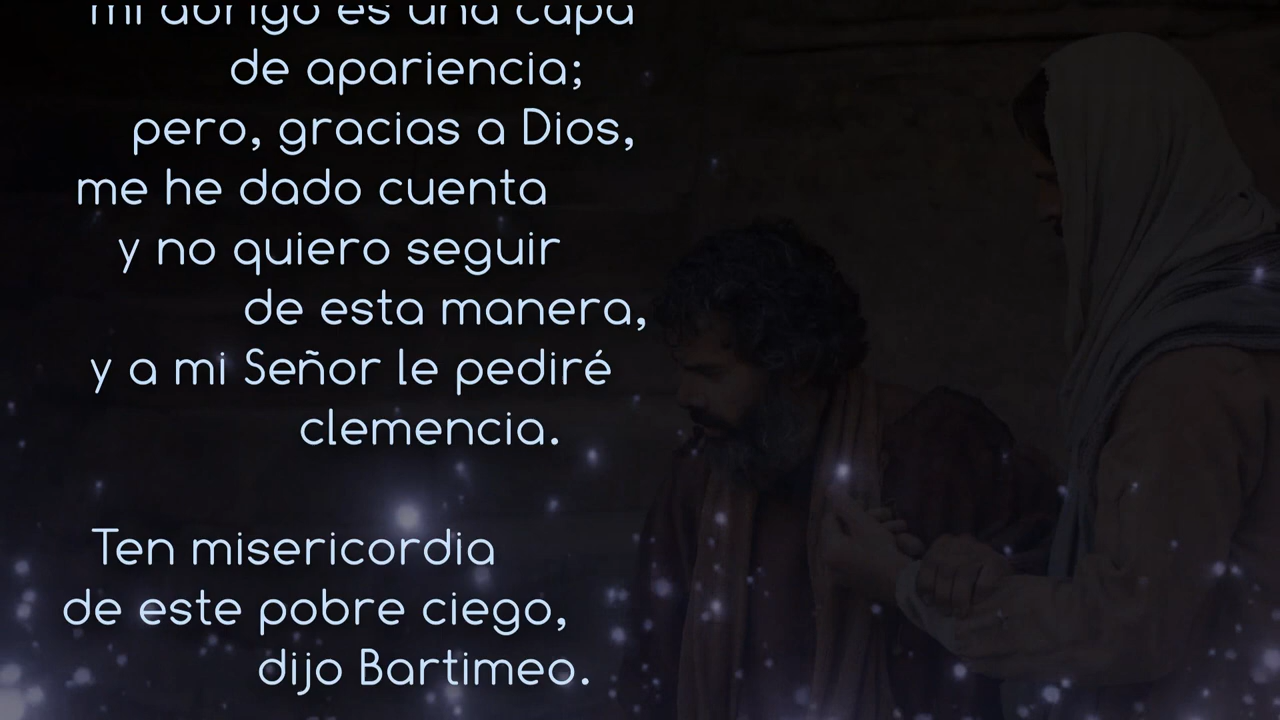 mi abrigo es una capa
de apariencia;
pero, gracias a Dios,
me he dado cuenta
y no quiero seguir
de esta manera,
y a mi Señor le pediré
clemencia.
Ten misericordia
de este pobre ciego,
dijo Bartimeo.